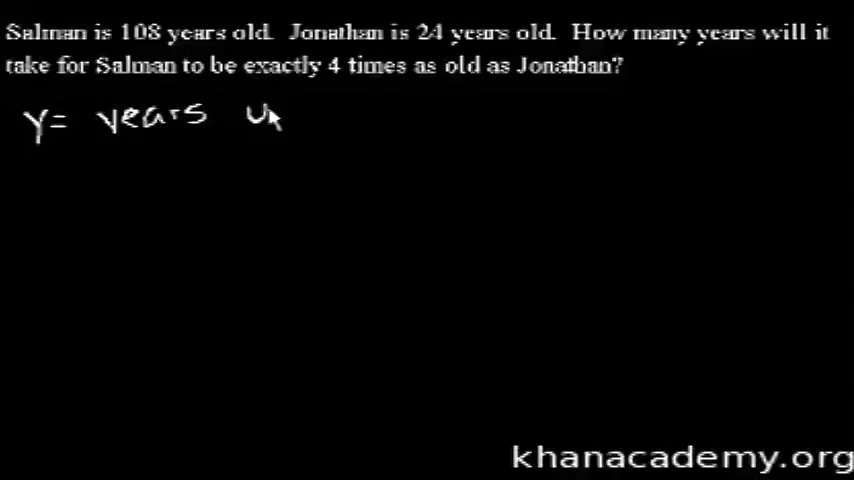 Salman is 108 years old. Jonathan is 24 years old. How many years will it
take for Salman to be exactly 4 times as old as Jonathan?
y= years
khanacademy.org